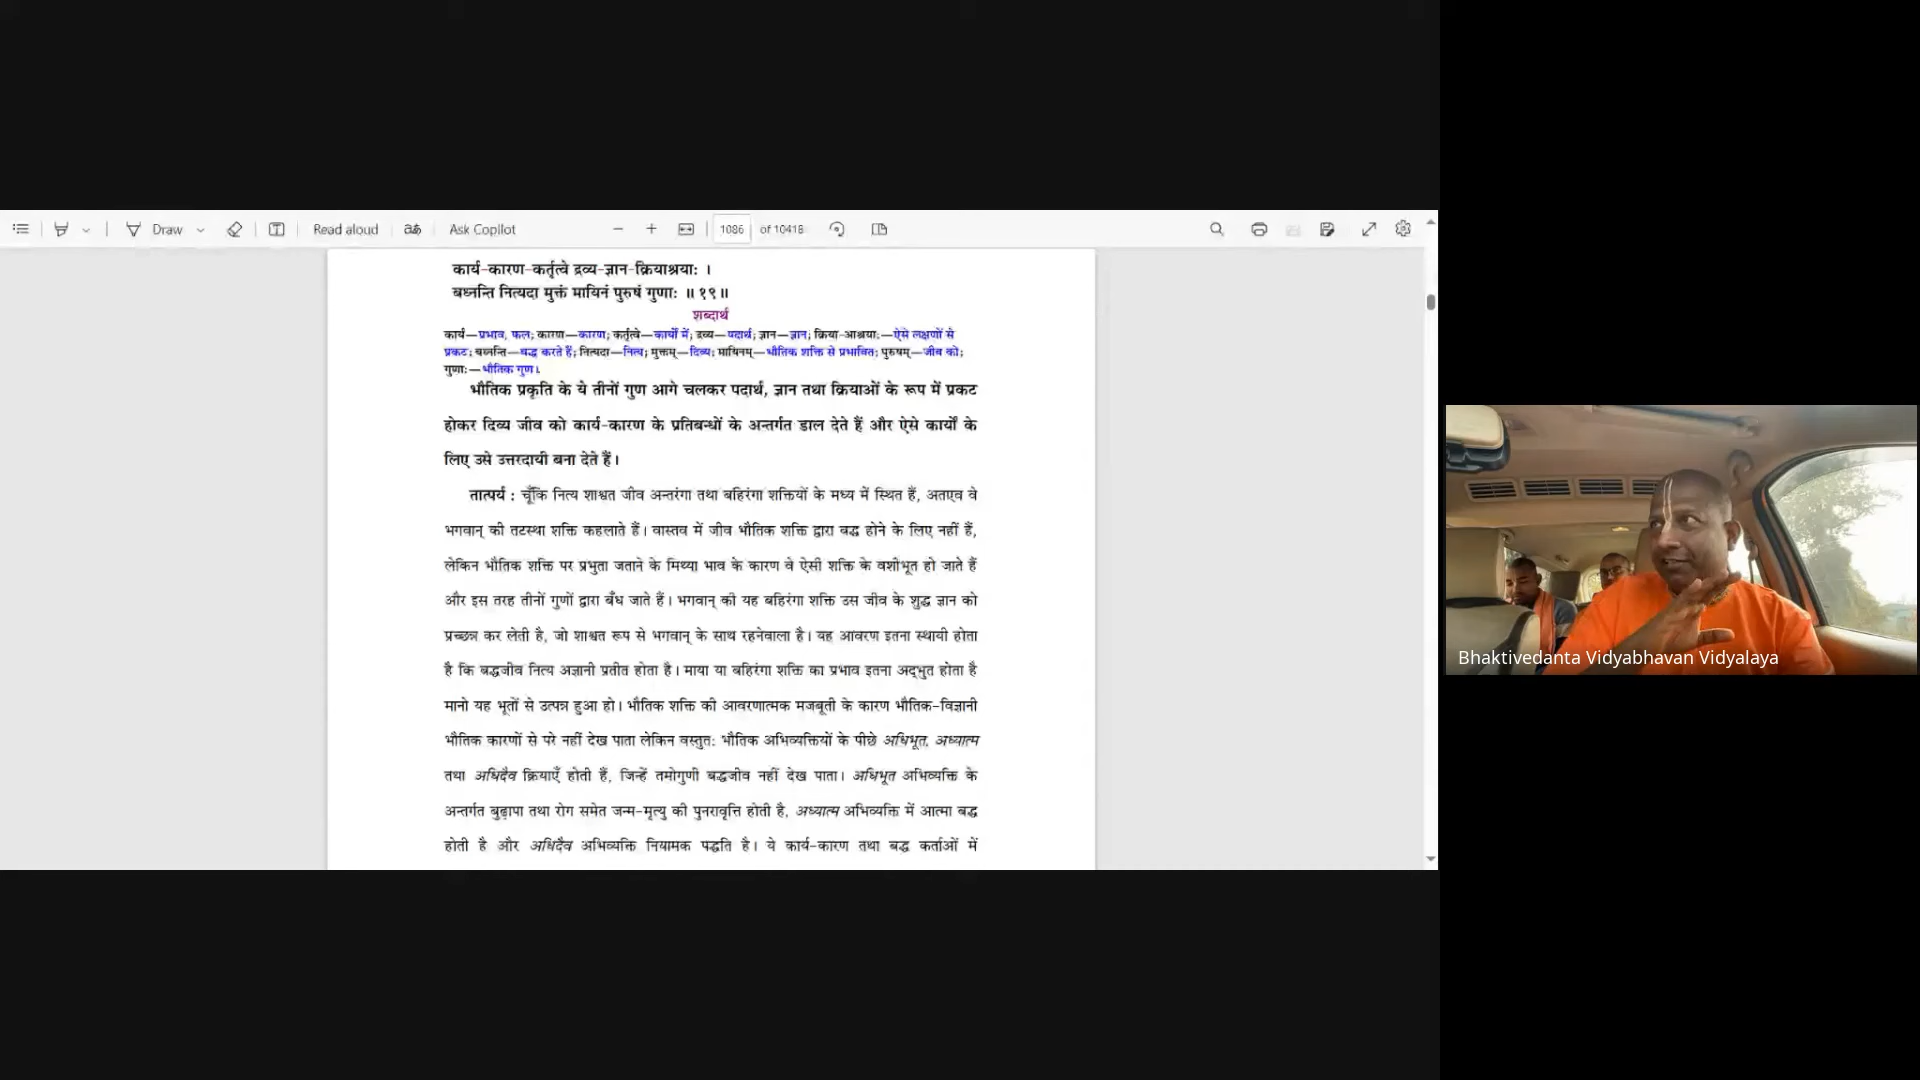 Draw
Read aloud
aあ
Ask Copilot
1086 of 10418
कार्य-कारण-कर्तृत्वे द्रव्य-ज्ञान-क्रियाश्रयाः ।
बध्नन्ति नित्यदा मुक्तं मायिनं पुरुषं गुणाः ॥ १९॥
शब्दार्थ
कार्य—प्रभाव, फल; कारण—कारण; कर्तृत्वे—कार्यों में; द्रव्य—पदार्थ; ज्ञान—ज्ञान; क्रिया-आश्रयाः—ऐसे लक्षणों से
प्रकट; बध्नन्ति—बद्ध करते हैं; नित्यदा—नित्य; मुक्तम्—दिव्य; मायिनम्—भौतिक शक्ति से प्रभावित; पुरुषम्—जीव को;
गुणाः—भौतिक गुण।
भौतिक प्रकृति के ये तीनों गुण आगे चलकर पदार्थ, ज्ञान तथा क्रियाओं के रूप में प्रकट
होकर दिव्य जीव को कार्य-कारण के प्रतिबन्धों के अन्तर्गत डाल देते हैं और ऐसे कार्यों के
लिए उसे उत्तरदायी बना देते हैं।
तात्पर्य : चूँकि नित्य शाश्वत जीव अन्तरंगा तथा बहिरंगा शक्तियों के मध्य में स्थित हैं, अतएव वे
भगवान् की तटस्था शक्ति कहलाते हैं। वास्तव में जीव भौतिक शक्ति द्वारा बद्ध होने के लिए नहीं हैं,
लेकिन भौतिक शक्ति पर प्रभुता जताने के मिथ्या भाव के कारण वे ऐसी शक्ति के वशीभूत हो जाते हैं
और इस तरह तीनों गुणों द्वारा बँध जाते हैं। भगवान् की यह बहिरंगा शक्ति उस जीव के शुद्ध ज्ञान को
प्रच्छन्न कर लेती है, जो शाश्वत रूप से भगवान् के साथ रहनेवाला है। यह आवरण इतना स्थायी होता
है कि बद्धजीव नित्य अज्ञानी प्रतीत होता है। माया या बहिरंगा शक्ति का प्रभाव इतना अद्भुत होता है
मानो यह भूतों से उत्पन्न हुआ हो। भौतिक शक्ति की आवरणात्मक मजबूती के कारण भौतिक-विज्ञानी
भौतिक कारणों से परे नहीं देख पाता लेकिन वस्तुतः भौतिक अभिव्यक्तियों के पीछे अधिभूत, अध्यात्म
तथा अधिदैव क्रियाएँ होती हैं, जिन्हें तमोगुणी बद्धजीव नहीं देख पाता। अधिभूत अभिव्यक्ति के
अन्तर्गत बुढ़ापा तथा रोग समेत जन्म-मृत्यु की पुनरावृत्ति होती है, अध्यात्म अभिव्यक्ति में आत्मा बद्ध
होती है और अधिदैव अभिव्यक्ति नियामक पद्धति है। ये कार्य-कारण तथा बद्ध कर्ताओं में
Bhaktivedanta Vidyabhavan Vidyalaya